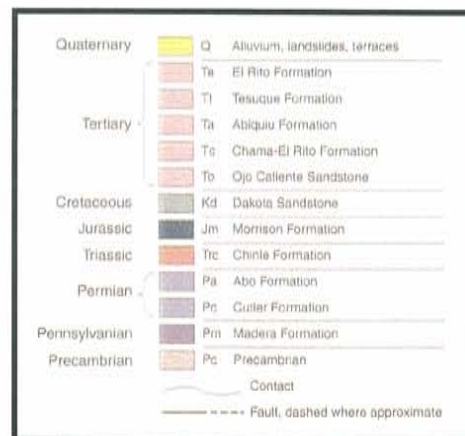 Quaternary Q Alluvium, landslides, terraces
Te El Rito Formation
Tt Tesuque Formation
Tertiary Ta Abiquiu Formation
Tc Chama-El Rito Formation
To Ojo Caliente Sandstone
Cretaceous Kd Dakota Sandstone
Jurassic Jm Morrison Formation
Triassic Trc Chinle Formation
Permian Pa Abo Formation
Pc Cutler Formation
Pennsylvanian Pm Madera Formation
Precambrian Pc Precambrian
Contact
Fault, dashed where approximate